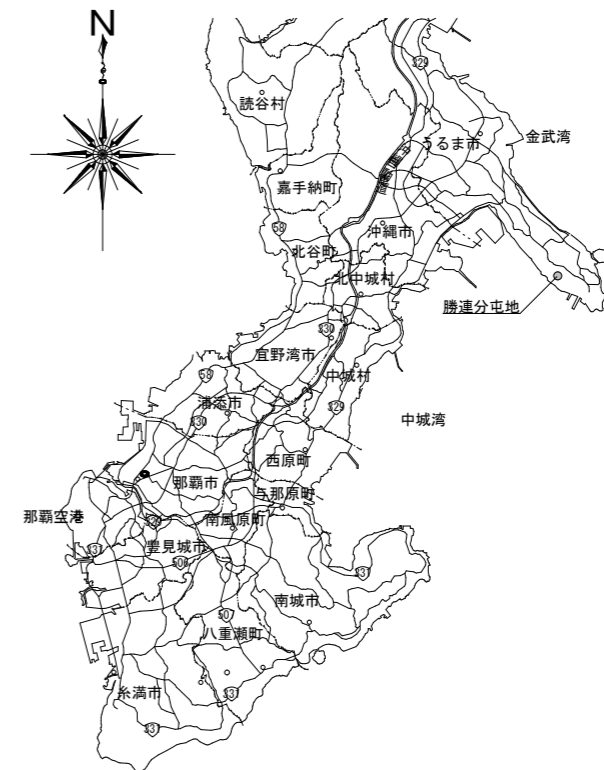 N
329
読谷村
うるま市
金武湾
嘉手納町
58
沖縄市
北谷町
北中城村
勝連分屯地
330
宜野湾市
中城村
58
329
浦添市
330
中城湾
西原町
那覇市
与那原町
那覇空港
南風原町
329
331
豊見城市
506
331
南城市
507
八重瀬町
糸満市
331
331